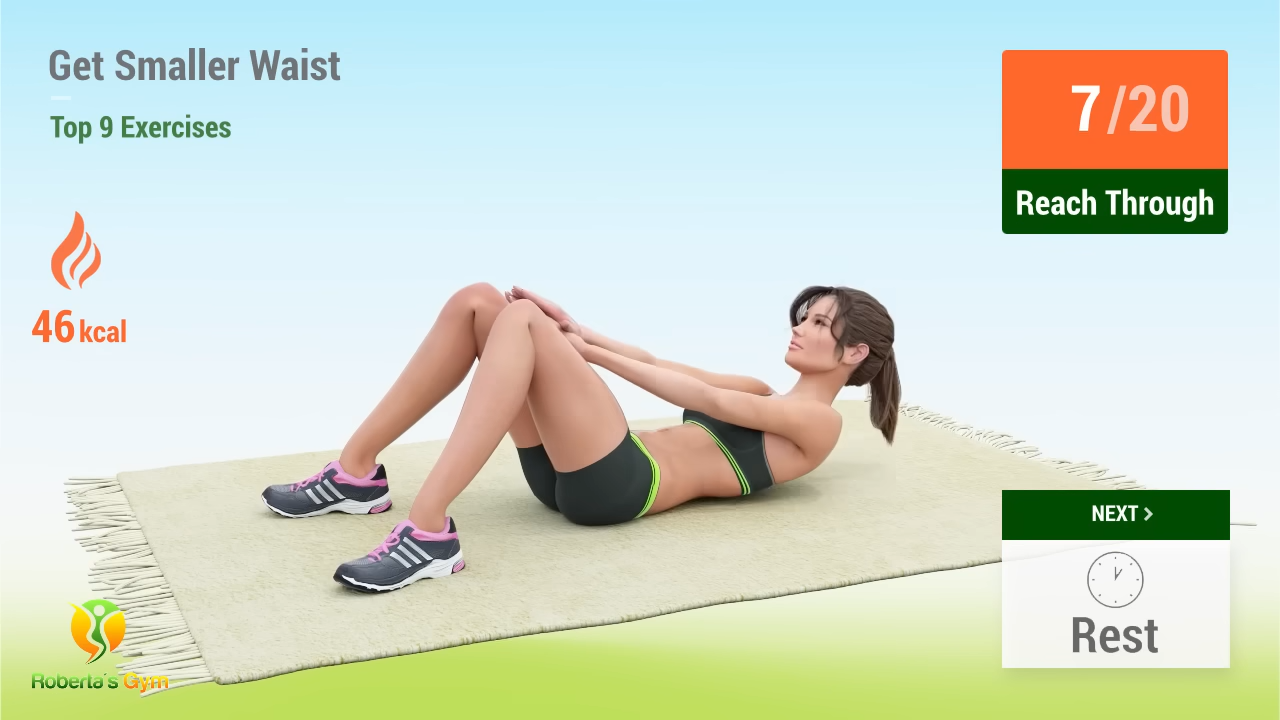 Get Smaller Waist
Top 9 Exercises
7/20
Reach Through
46 kcal
NEXT >
Rest
Roberta's Gym